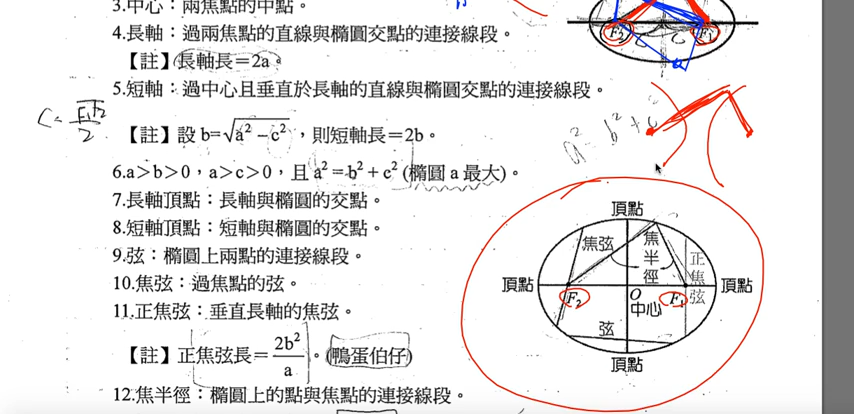 3.中心：兩焦點的中點。
4.長軸：過兩焦點的直線與橢圓交點的連接線段。
【註】長軸長=2a。
5.短軸：過中心且垂直於長軸的直線與橢圓交點的連接線段。
C=F₁F₂/2
【註】設 b=√(a²-c²)，則短軸長=2b。
6.a>b>0，a>c>0，且 a²=b²+c² (橢圓 a 最大)。
7.長軸頂點：長軸與橢圓的交點。
8.短軸頂點：短軸與橢圓的交點。
9.弦：橢圓上兩點的連接線段。
10.焦弦：過焦點的弦。
11.正焦弦：垂直長軸的焦弦。
【註】正焦弦長=2b²/a。(鴨蛋伯仔)
12.焦半徑：橢圓上的點與焦點的連接線段。
F₂ F₁
C C
a
a²=b²+c²
頂點
焦弦 焦半徑 正焦弦
頂點 F₂ O F₁ 頂點
中心
弦
頂點